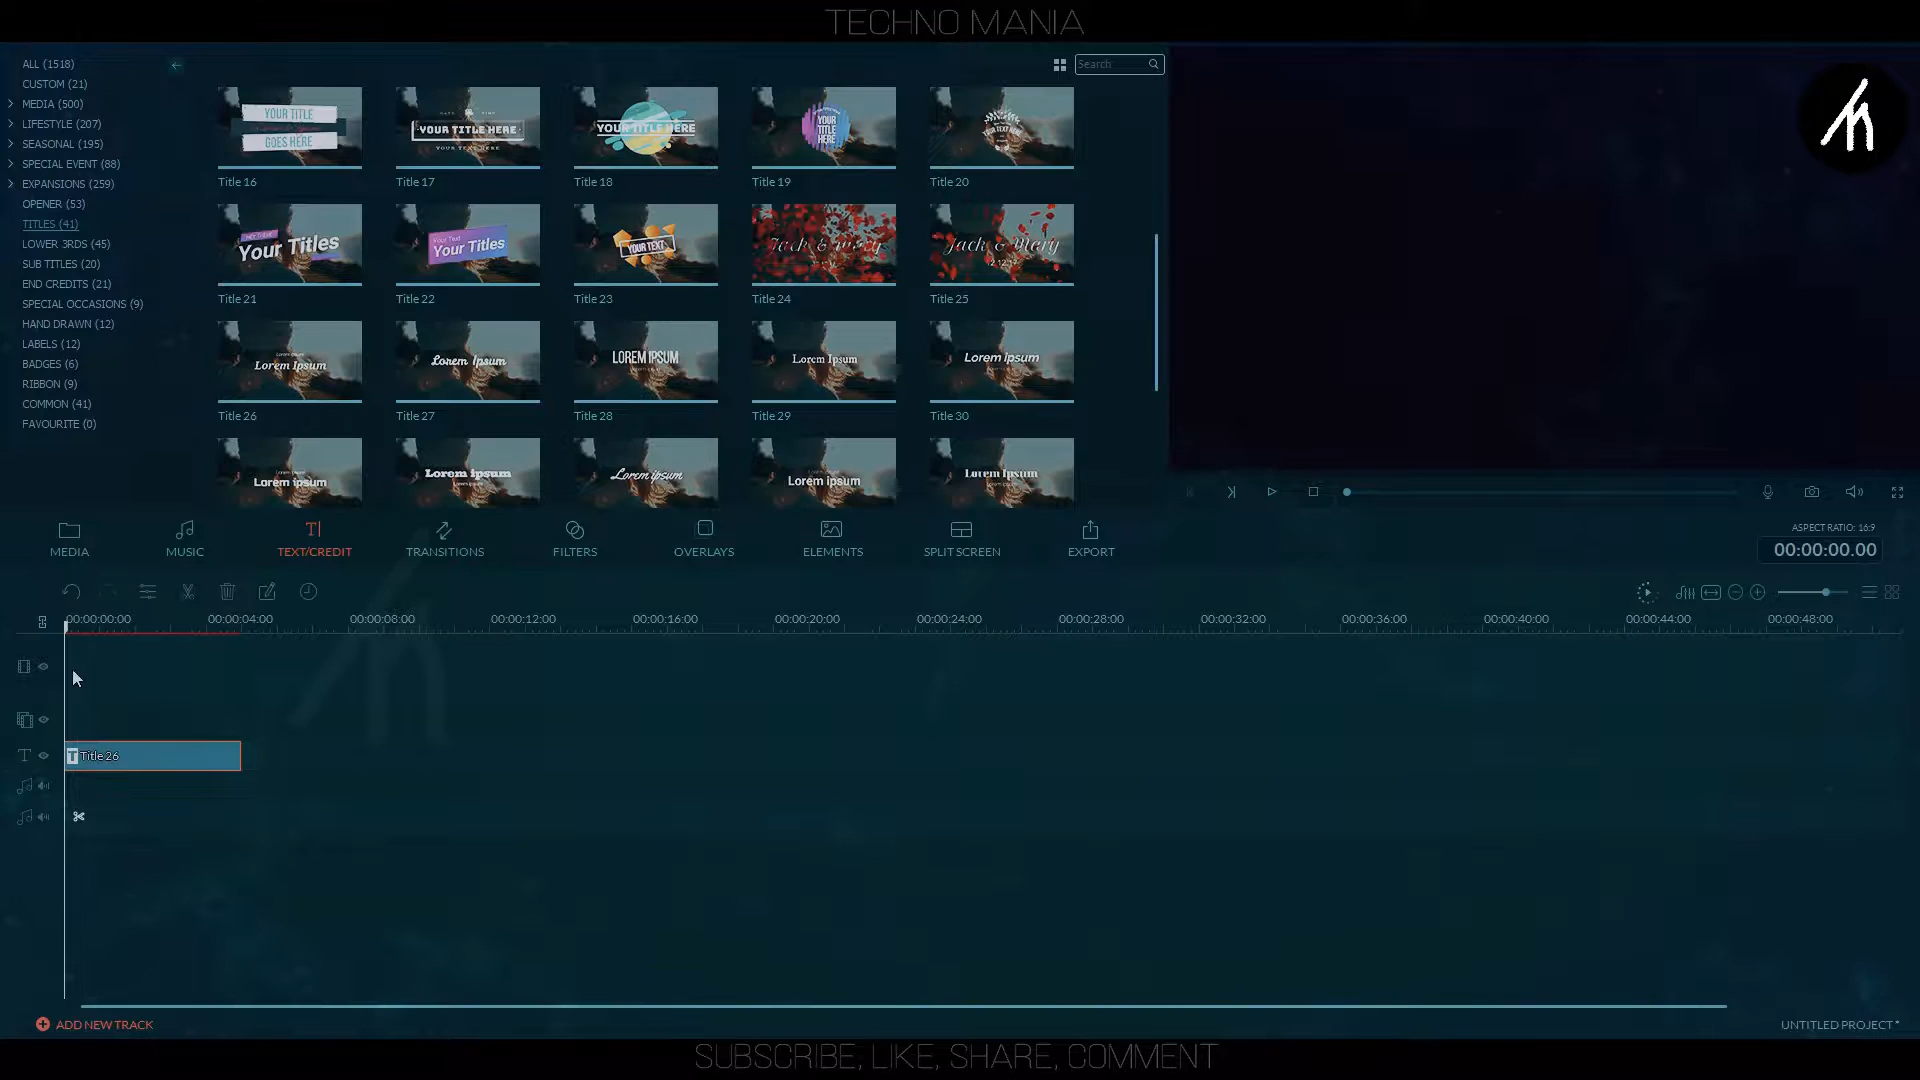 TECHNO MANIA
ALL (1518)
CUSTOM (21)
MEDIA (500)
LIFESTYLE (207)
SEASONAL (195)
SPECIAL EVENT (88)
EXPANSIONS (259)
OPENER (53)
TITLES (41)
LOWER 3RDS (45)
SUB TITLES (20)
END CREDITS (21)
SPECIAL OCCASIONS (9)
HAND DRAWN (12)
LABELS (12)
BADGES (6)
RIBBON (9)
COMMON (41)
FAVOURITE (0)
Search
YOUR TITLE
GOES HERE
YOUR TITLE HERE
YOUR TEXT HERE
YOUR TITLE HERE
YOUR
TITLE
HERE
YOUR TEXT HERE
Title 16
Title 17
Title 18
Title 19
Title 20
Your Titles
Your Text
Your Titles
YOUR TEXT
Jack & Mery
Jack & Mery
Title 21
Title 22
Title 23
Title 24
Title 25
Lorem Ipsum
Lorem Ipsum
LOREM IPSUM
Lorem Ipsum
Lorem Ipsum
Title 26
Title 27
Title 28
Title 29
Title 30
Lorem ipsum
Lorem ipsum
Lorem ipsum
Lorem ipsum
Lorem ipsum
MEDIA
MUSIC
TEXT/CREDIT
TRANSITIONS
FILTERS
OVERLAYS
ELEMENTS
SPLIT SCREEN
EXPORT
ASPECT RATIO: 16:9
00:00:00.00
00:00:00:00
00:00:04:00
00:00:08:00
00:00:12:00
00:00:16:00
00:00:20:00
00:00:24:00
00:00:28:00
00:00:32:00
00:00:36:00
00:00:40:00
00:00:44:00
00:00:48:00
T Title 26
ADD NEW TRACK
UNTITLED PROJECT *
SUBSCRIBE, LIKE, SHARE, COMMENT